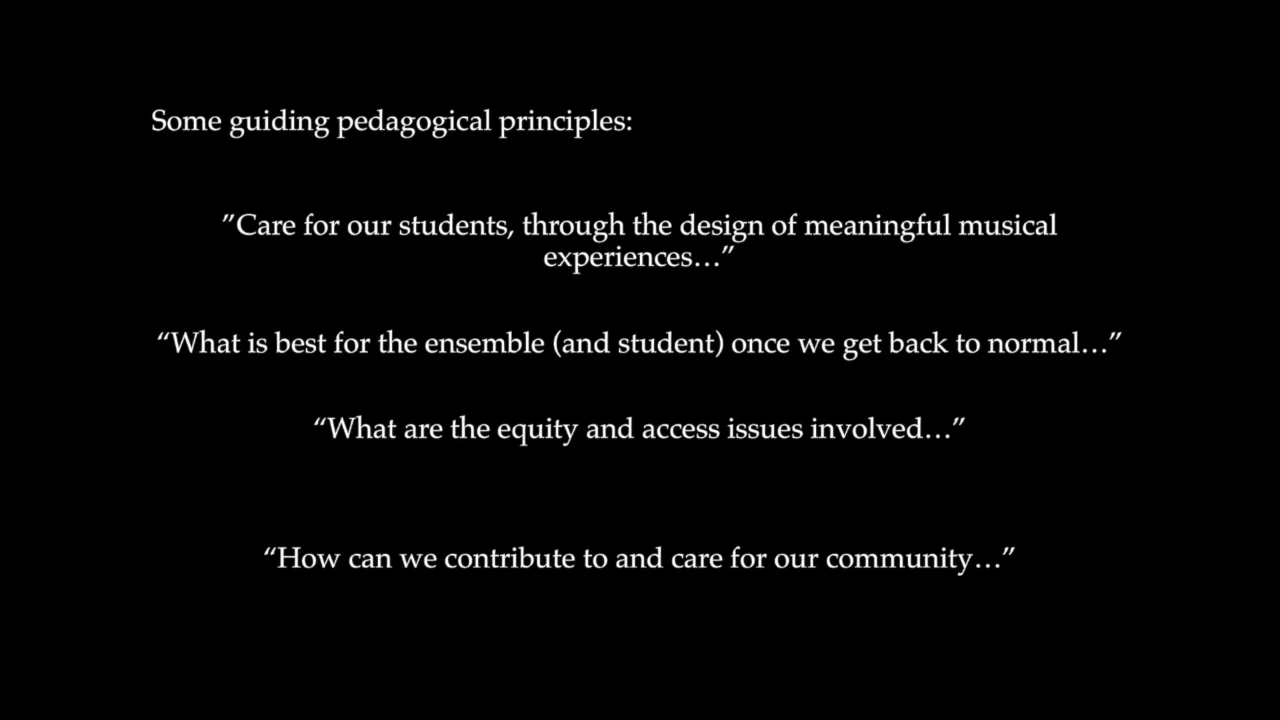 Some guiding pedagogical principles:
”Care for our students, through the design of meaningful musical
experiences…”
“What is best for the ensemble (and student) once we get back to normal…”
“What are the equity and access issues involved…”
“How can we contribute to and care for our community…”